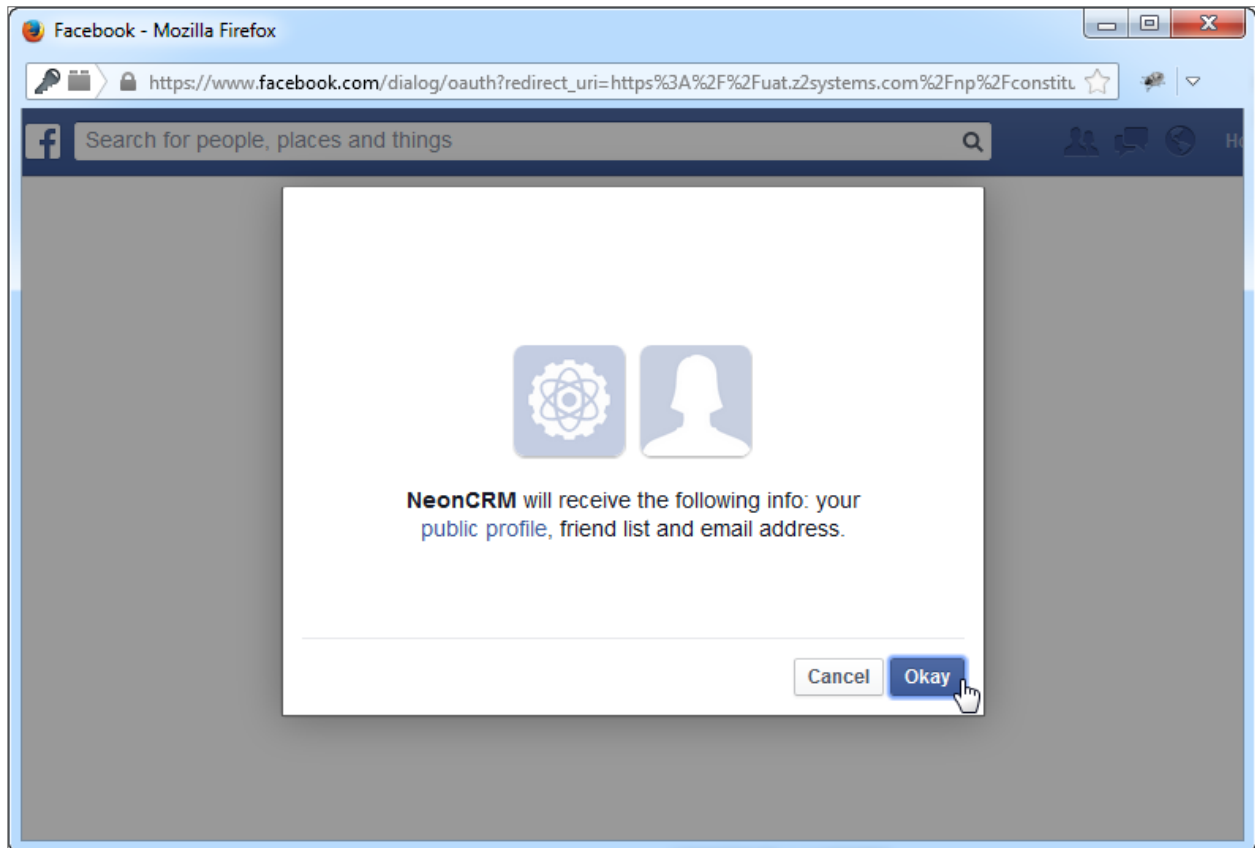 Facebook - Mozilla Firefox
https://www.facebook.com/dialog/oauth?redirect_uri=https%3A%2F%2Fuat.z2systems.com%2Fnp%2Fconstitu
f Search for people, places and things
NeonCRM will receive the following info: your
public profile, friend list and email address.
Cancel Okay